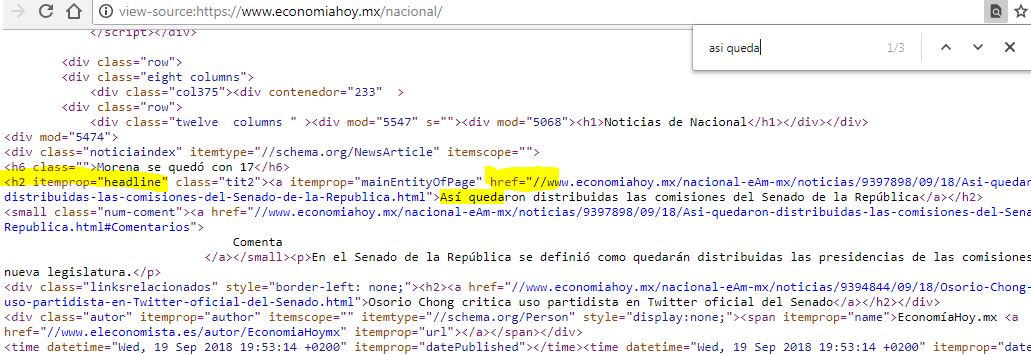 view-source:https://www.economiahoy.mx/nacional/
asi queda 1/3
</script></div>
<div class="row">
<div class="eight columns">
<div class="col375"><div contenedor="233" >
<div class="row">
<div class="twelve columns " ><div mod="5547" s=""><div mod="5068"><h1>Noticias de Nacional</h1></div></div>
<div mod="5474">
<div class="noticiaindex" itemtype="//schema.org/NewsArticle" itemscope="">
<h6 class="">Morena se quedó con 17</h6>
<h2 itemprop="headline" class="tit2"><a itemprop="mainEntityOfPage" href="//www.economiahoy.mx/nacional-eAm-mx/noticias/9397898/09/18/Asi-quedar
distribuidas-las-comisiones-del-Senado-de-la-Republica.html">Así quedaron distribuidas las comisiones del Senado de la República</a></h2>
<small class="num-coment"><a href="//www.economiahoy.mx/nacional-eAm-mx/noticias/9397898/09/18/Asi-quedaron-distribuidas-las-comisiones-del-Sena
Republica.html#Comentarios">
Comenta
</a></small><p>En el Senado de la República se definió como quedarán distribuidas las presidencias de las comisiones
nueva legislatura.</p>
<div class="linksrelacionados" style="border-left: none;"><h2><a href="//www.economiahoy.mx/nacional-eAm-mx/noticias/9394844/09/18/Osorio-Chong-
uso-partidista-en-Twitter-oficial-del-Senado.html">Osorio Chong critica uso partidista en Twitter oficial del Senado</a></h2></div>
<div class="autor" itemprop="author" itemscope="" itemtype="//schema.org/Person" style="display:none;"><span itemprop="name">EconomíaHoy.mx <a
href="//www.eleconomista.es/autor/EconomiaHoymx" itemprop="url"></a></span></div>
<time datetime="Wed, 19 Sep 2018 19:53:14 +0200" itemprop="datePublished"></time><time datetime="Wed, 19 Sep 2018 19:53:14 +0200" itemprop="date